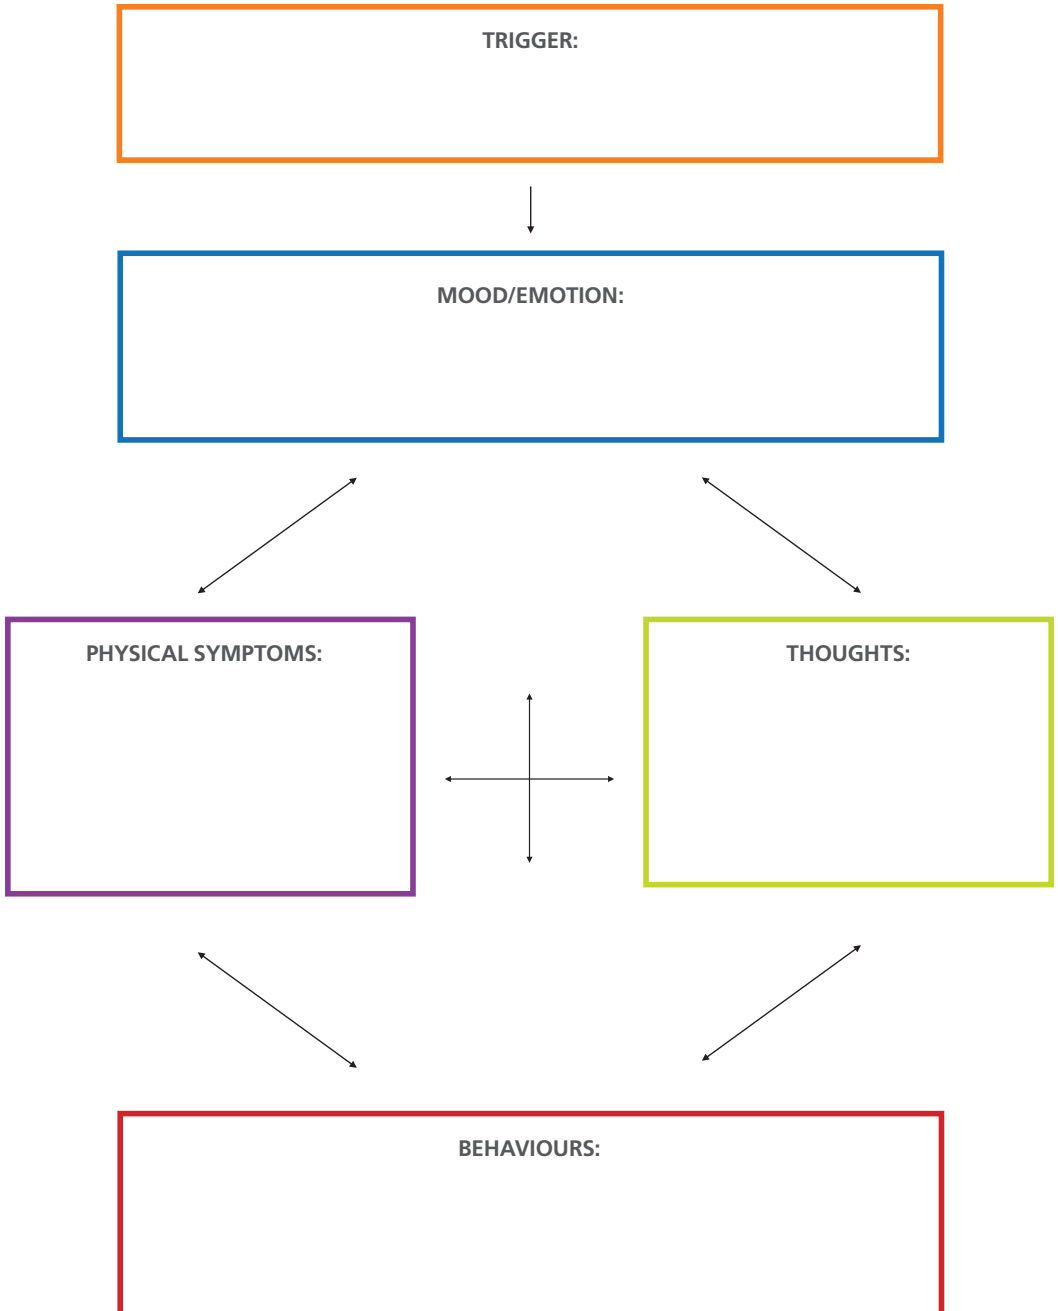 TRIGGER:
MOOD/EMOTION:
PHYSICAL SYMPTOMS:
THOUGHTS:
BEHAVIOURS: